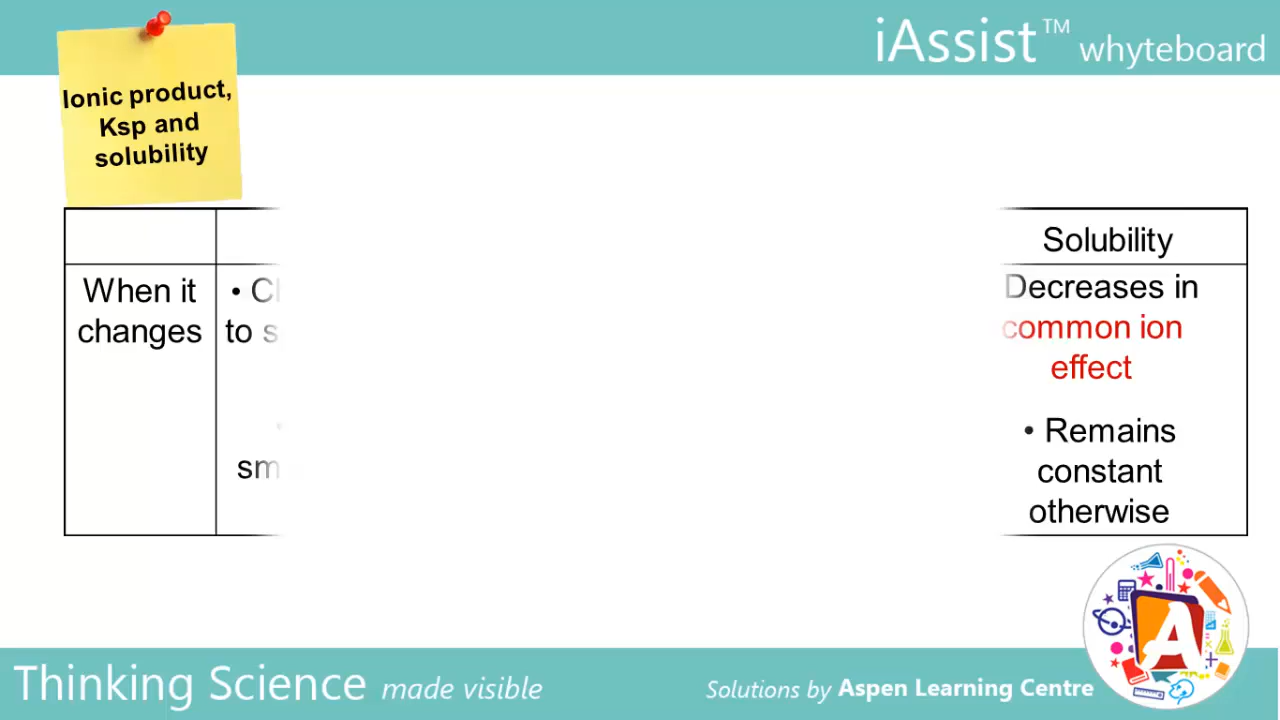 iAssist™ whyteboard
Ionic product,
Ksp and
solubility
Solubility
When it
changes
to
Decreases in
common ion
effect
• Remains
constant
otherwise
Thinking Science made visible
Solutions by Aspen Learning Centre
A